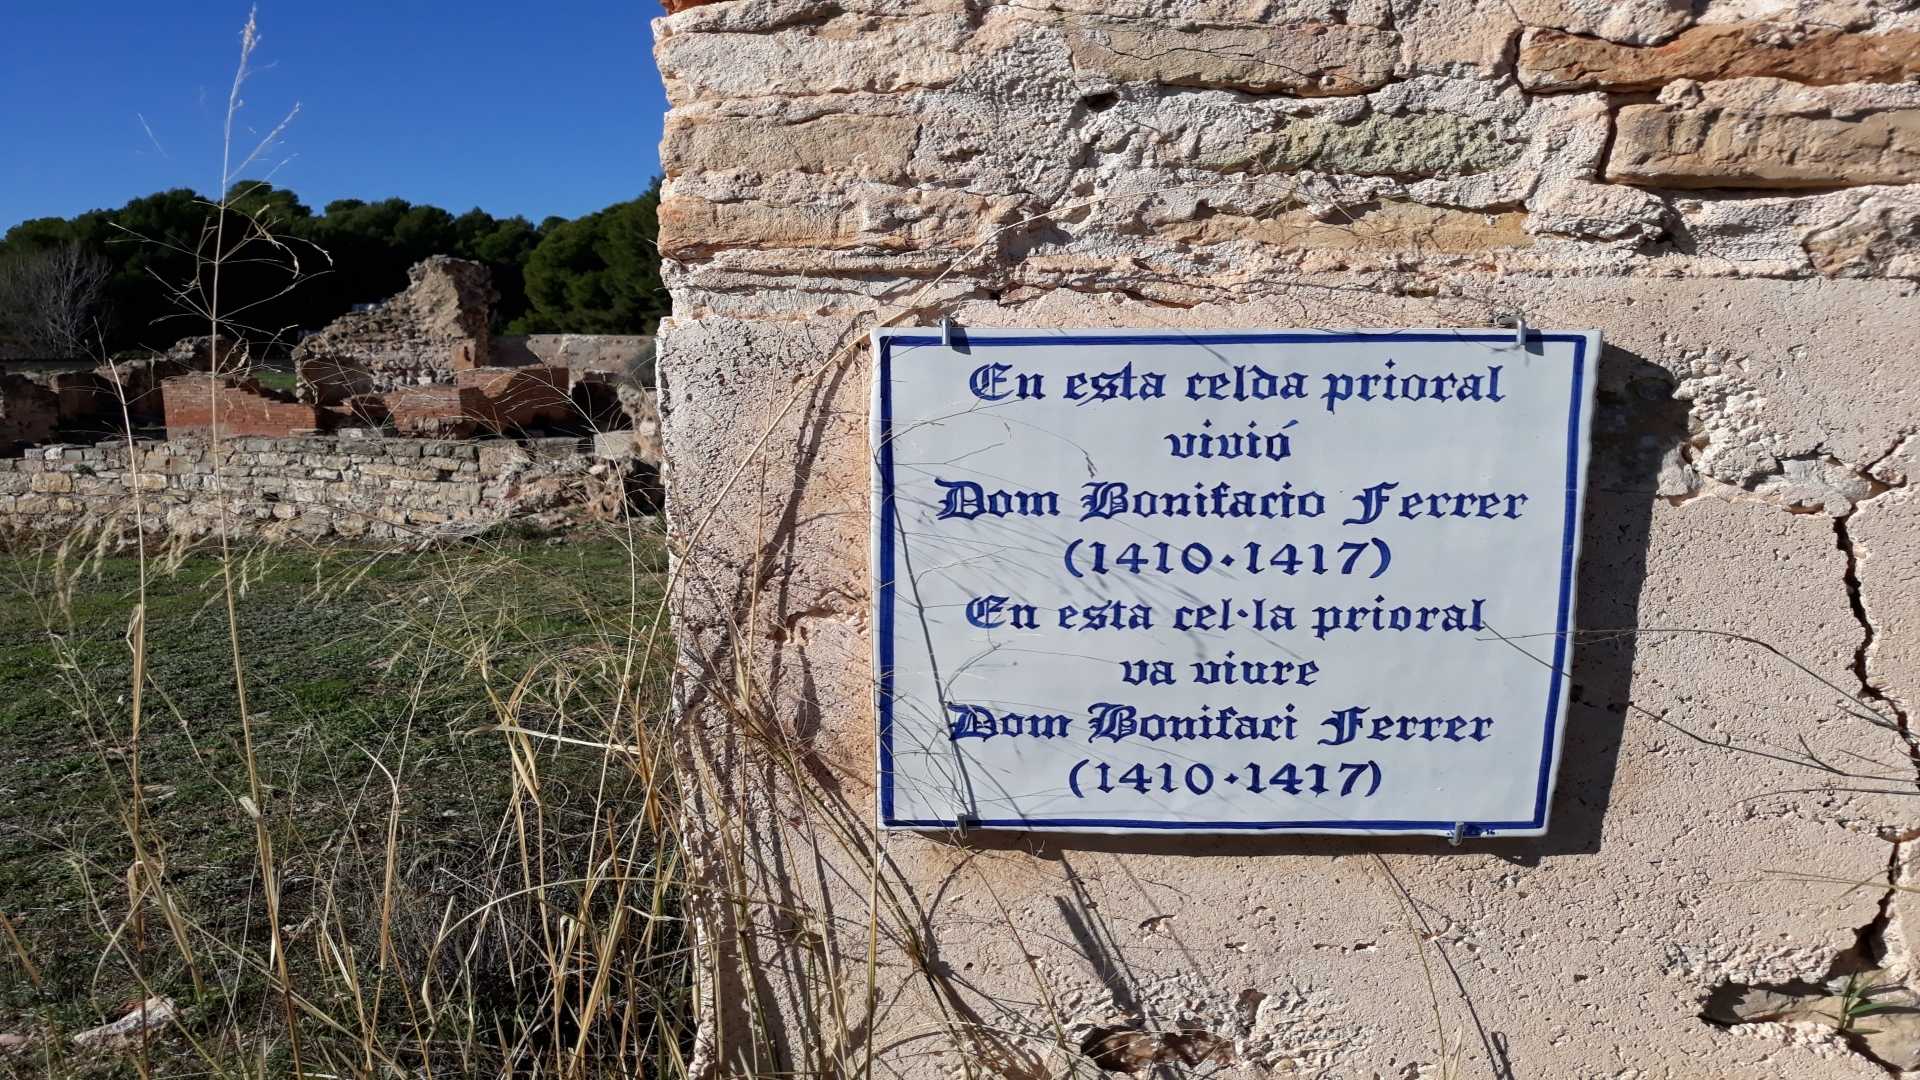 En esta celda prioral
vivió
Dom Bonifacio Ferrer
(1410·1417)
En esta cel·la prioral
va viure
Dom Bonifaci Ferrer
(1410·1417)